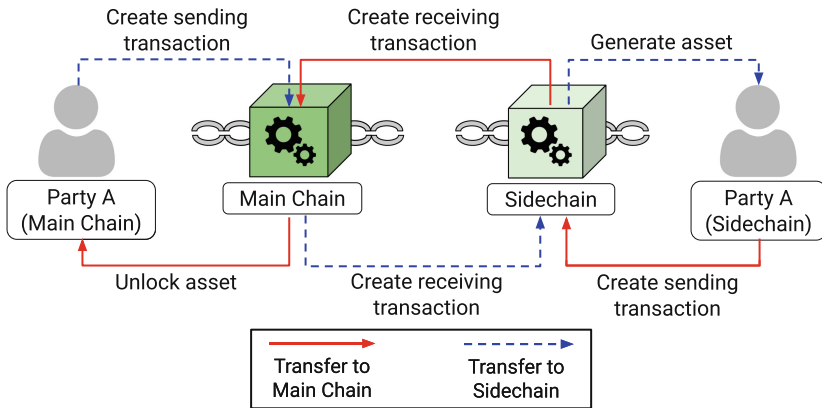 Create sending
transaction
Create receiving
transaction
Generate asset
Party A
(Main Chain)
Main Chain
Sidechain
Party A
(Sidechain)
Unlock asset
Create receiving
transaction
Create sending
transaction
Transfer to
Main Chain
Transfer to
Sidechain